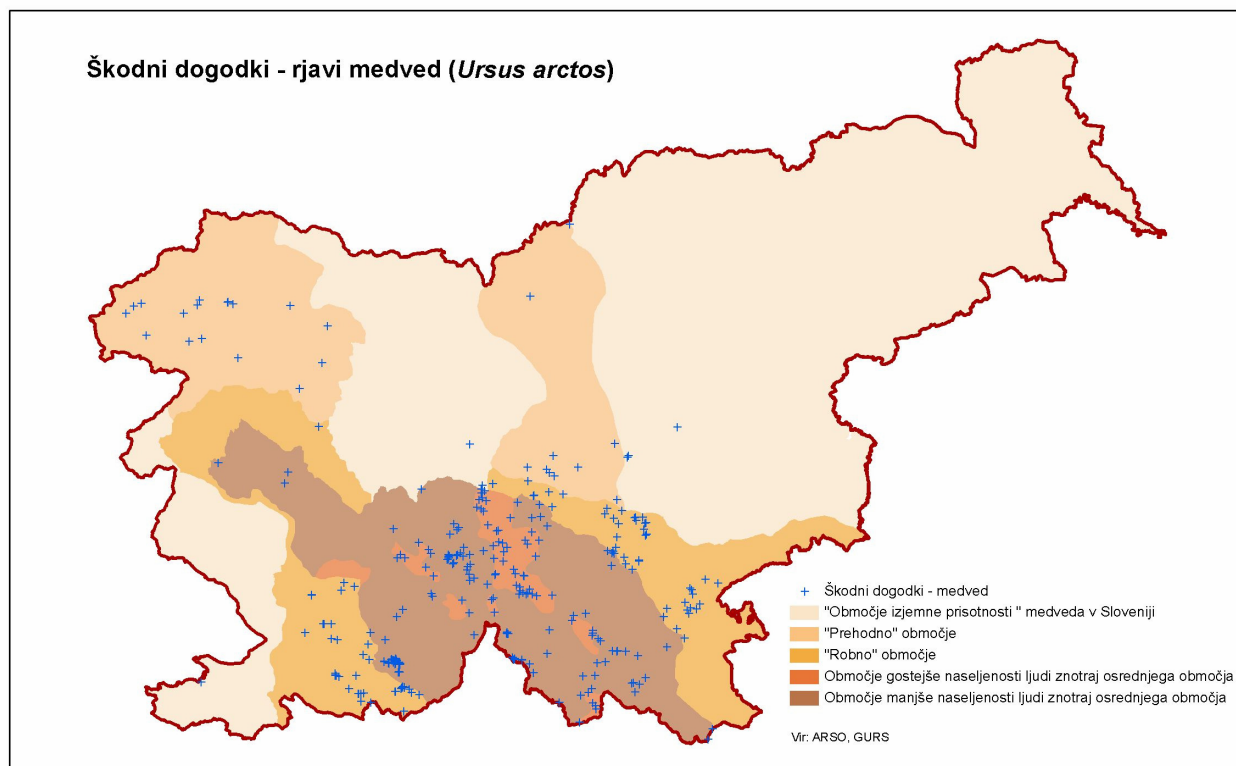 Škodni dogodki - rjavi medved (Ursus arctos)
Škodni dogodki - medved
"Območje izjemne prisotnosti " medveda v Sloveniji
"Prehodno" območje
"Robno" območje
Območje gostejše naseljenosti ljudi znotraj osrednjega območja
Območje manjše naseljenosti ljudi znotraj osrednjega območja
Vir: ARSO, GURS